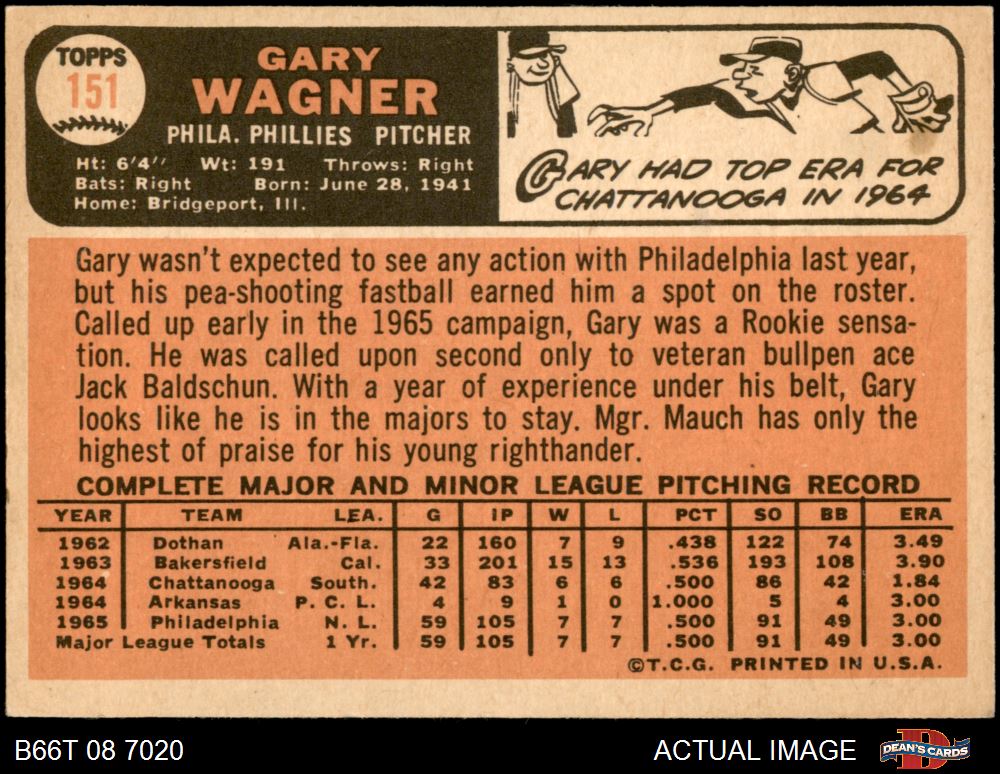 TOPPS
151
GARY
WAGNER
PHILA. PHILLIES PITCHER
Ht: 6'4" Wt: 191 Throws: Right
Bats: Right Born: June 28, 1941
Home: Bridgeport, Ill.
GARY HAD TOP ERA FOR
CHATTANOOGA IN 1964
Gary wasn't expected to see any action with Philadelphia last year,
but his pea-shooting fastball earned him a spot on the roster.
Called up early in the 1965 campaign, Gary was a Rookie sensa-
tion. He was called upon second only to veteran bullpen ace
Jack Baldschun. With a year of experience under his belt, Gary
looks like he is in the majors to stay. Mgr. Mauch has only the
highest of praise for his young righthander.
COMPLETE MAJOR AND MINOR LEAGUE PITCHING RECORD
YEAR TEAM LEA. G IP W L PCT SO BB ERA
1962 Dothan Ala.-Fla. 22 160 7 9 .438 122 74 3.49
1963 Bakersfield Cal. 33 201 15 13 .536 193 108 3.90
1964 Chattanooga South. 42 83 6 6 .500 86 42 1.84
1964 Arkansas P. C. L. 4 9 1 0 1.000 5 4 3.00
1965 Philadelphia N. L. 59 105 7 7 .500 91 49 3.00
Major League Totals 1 Yr. 59 105 7 7 .500 91 49 3.00
©T.C.G. PRINTED IN U.S.A.
B66T 08 7020 ACTUAL IMAGE DEAN'S CARDS